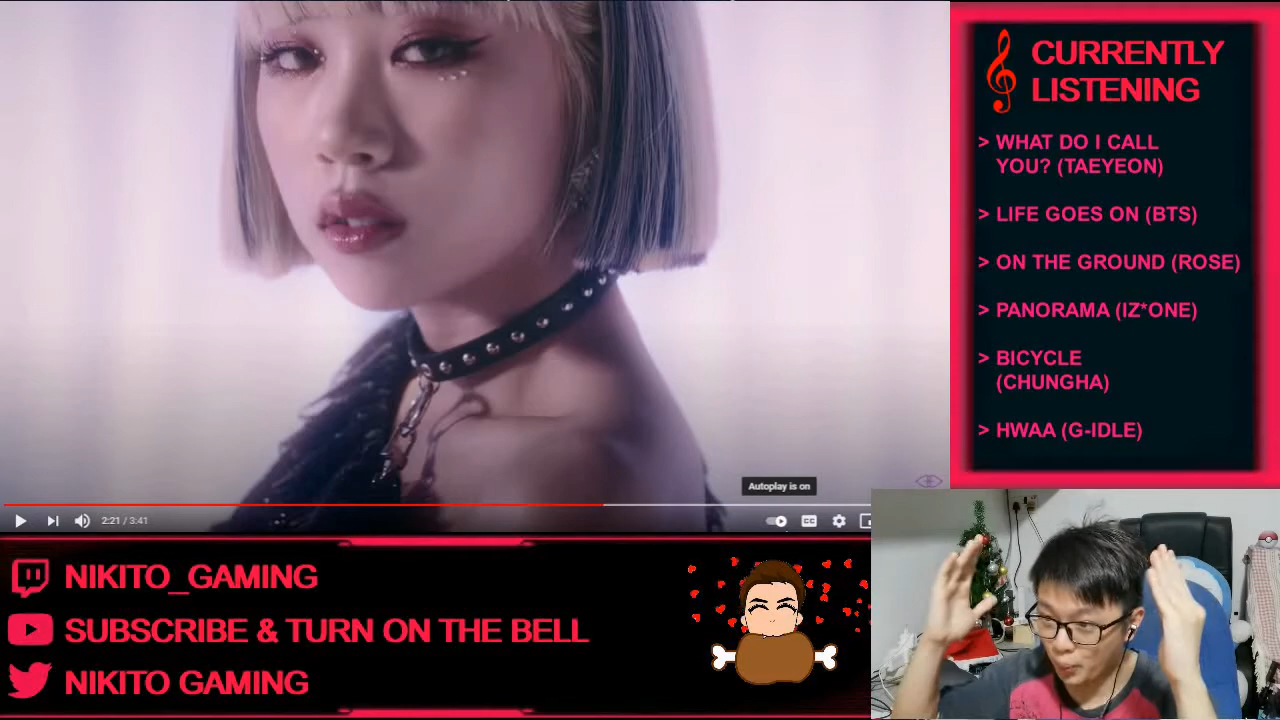 CURRENTLY
LISTENING
> WHAT DO I CALL
YOU? (TAEYEON)
> LIFE GOES ON (BTS)
> ON THE GROUND (ROSE)
> PANORAMA (IZ*ONE)
> BICYCLE
(CHUNGHA)
> HWAA (G-IDLE)
Autoplay is on
2:21 / 3:41
CC
NIKITO_GAMING
SUBSCRIBE & TURN ON THE BELL
NIKITO GAMING